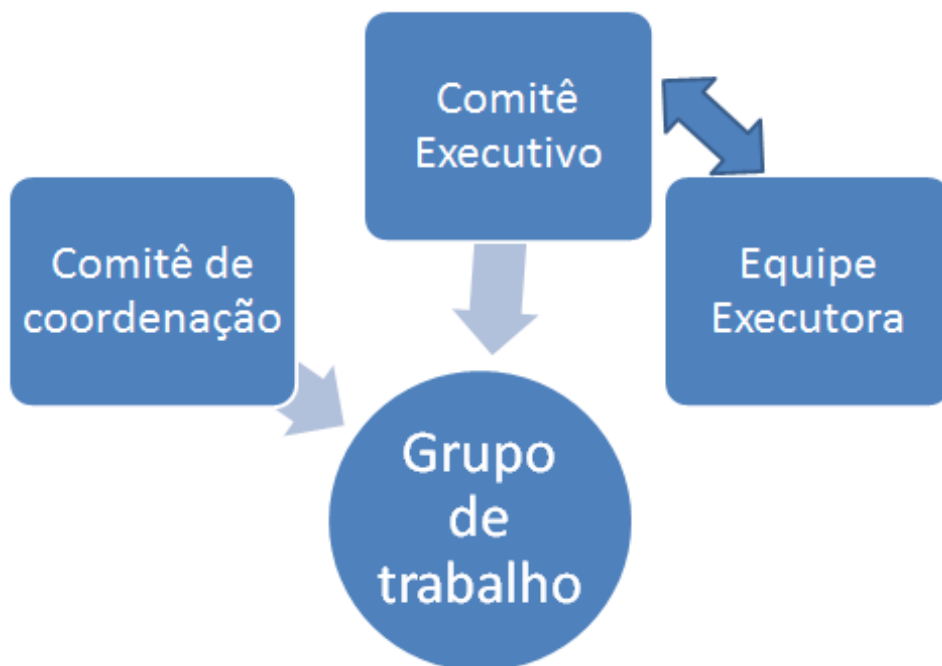 Comitê
Executivo
Comitê de
coordenação
Equipe
Executora
Grupo
de
trabalho